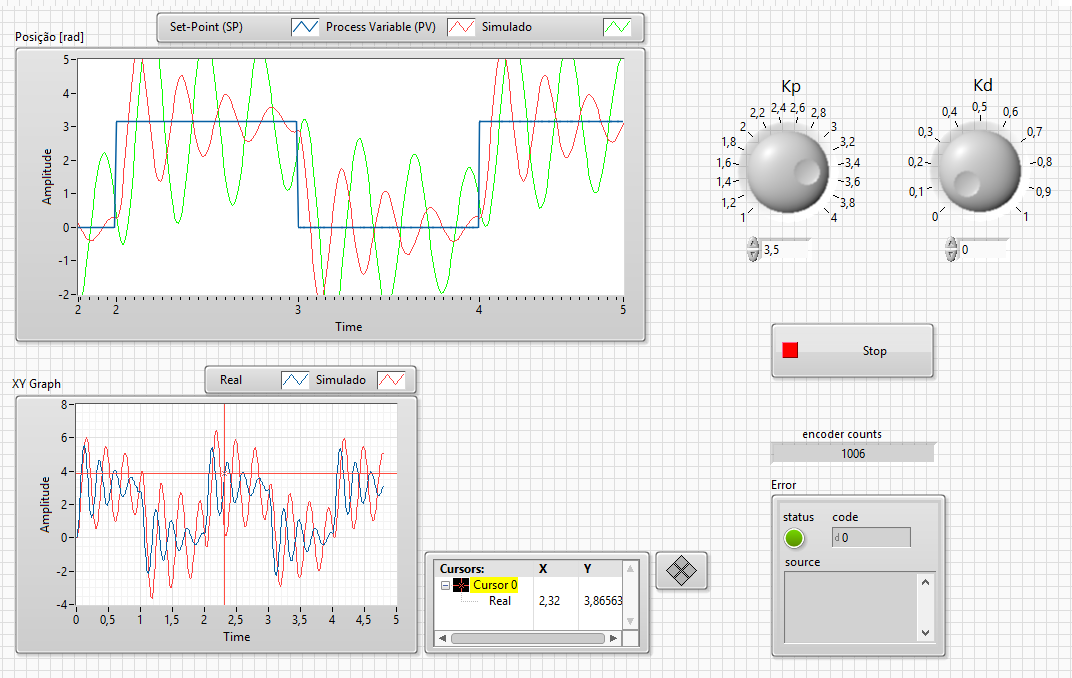 Posição [rad]
Set-Point (SP) Process Variable (PV) Simulado
Amplitude
5
4
3
2
1
0
-1
-2
2 2 3 4 5
Time
Kp
1 1,2 1,4 1,6 1,8 2 2,2 2,4 2,6 2,8 3 3,2 3,4 3,6 3,8 4
3,5
Kd
0 0,1 0,2 0,3 0,4 0,5 0,6 0,7 0,8 0,9 1
0
Stop
encoder counts
1006
Error
status code
d 0
source
XY Graph
Real Simulado
Amplitude
8
6
4
2
0
-2
-4
0 0,5 1 1,5 2 2,5 3 3,5 4 4,5 5
Time
Cursors: X Y
Cursor 0
Real 2,32 3,86563